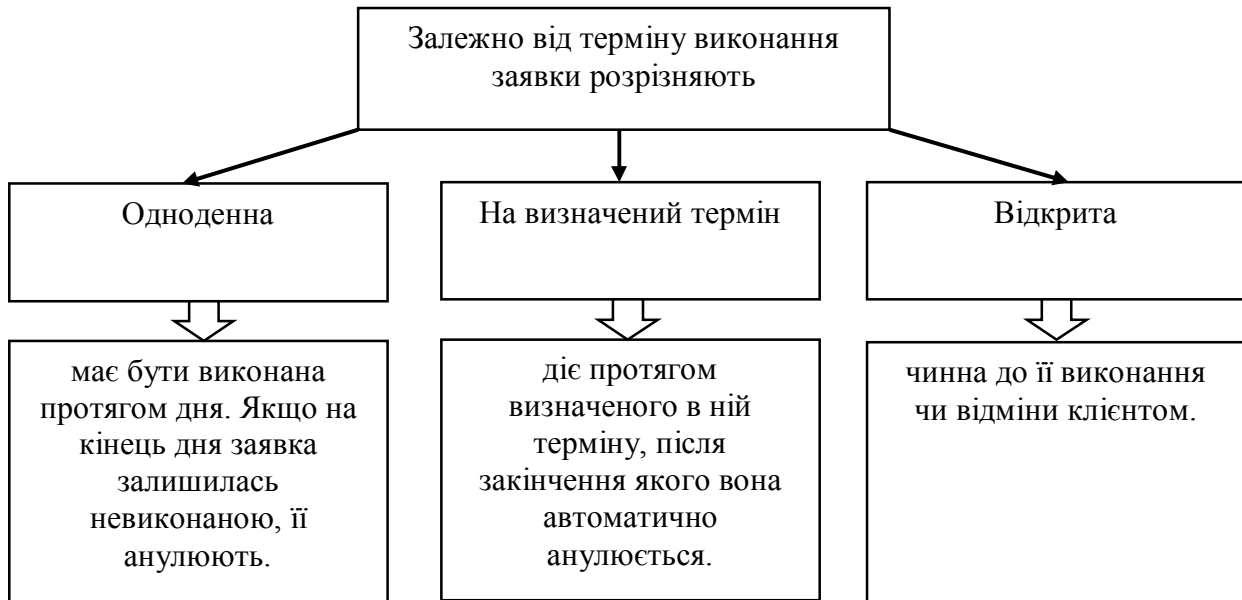 Залежно від терміну виконання
заявки розрізняють
Одноденна
На визначений термін
Відкрита
має бути виконана
протягом дня. Якщо на
кінець дня заявка
залишилась
невиконаною, її
анулюють.
діє протягом
визначеного в ній
терміну, після
закінчення якого вона
автоматично
анулюється.
чинна до її виконання
чи відміни клієнтом.